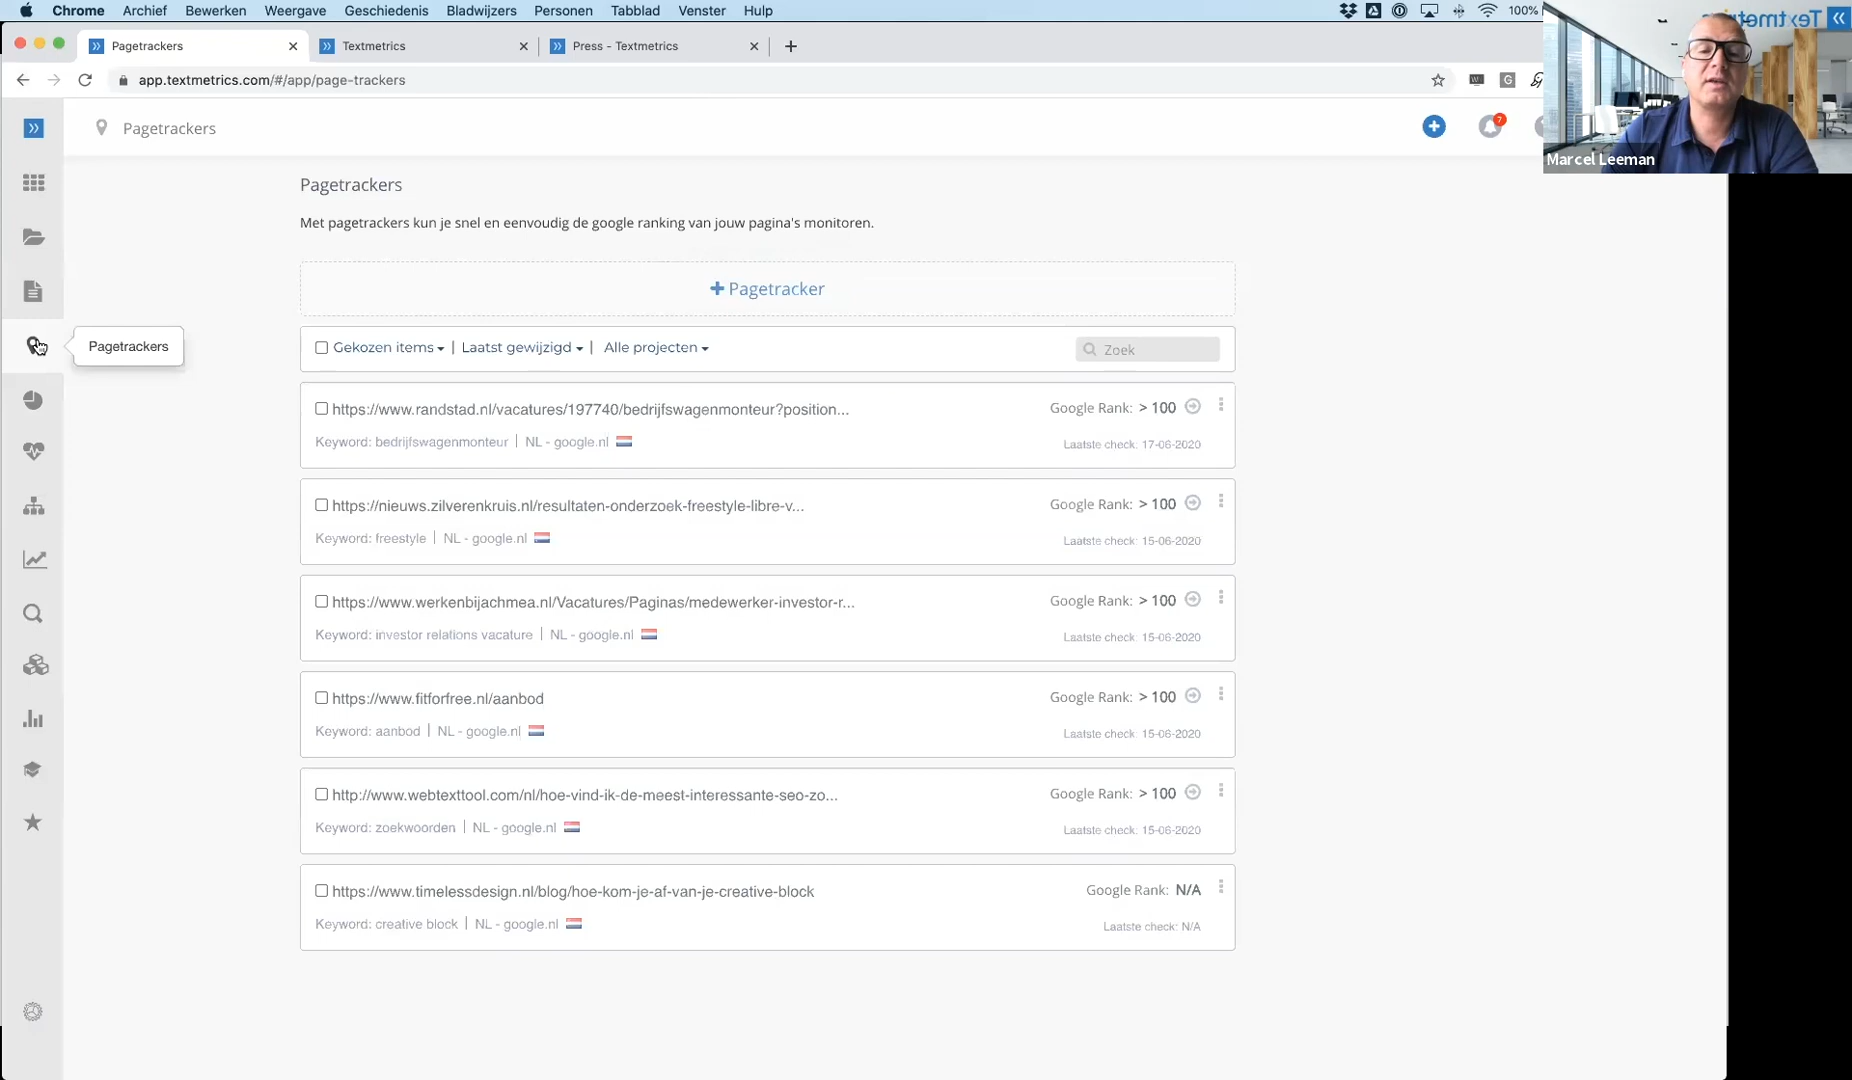 Chrome Archief Bewerken Weergave Geschiedenis Bladwijzers Personen Tabblad Venster Hulp 100%
Pagetrackers Textmetrics Press - Textmetrics
app.textmetrics.com/#/app/page-trackers
Textmetrics
Marcel Leeman
Pagetrackers
7
Pagetrackers
Met pagetrackers kun je snel en eenvoudig de google ranking van jouw pagina's monitoren.
+ Pagetracker
Pagetrackers
Gekozen items | Laatst gewijzigd | Alle projecten Zoek
https://www.randstad.nl/vacatures/197740/bedrijfswagenmonteur?position... Google Rank: > 100
Keyword: bedrijfswagenmonteur | NL - google.nl Laatste check: 17-06-2020
https://nieuws.zilverenkruis.nl/resultaten-onderzoek-freestyle-libre-v... Google Rank: > 100
Keyword: freestyle | NL - google.nl Laatste check: 15-06-2020
https://www.werkenbijachmea.nl/Vacatures/Paginas/medewerker-investor-r... Google Rank: > 100
Keyword: investor relations vacature | NL - google.nl Laatste check: 15-06-2020
https://www.fitforfree.nl/aanbod Google Rank: > 100
Keyword: aanbod | NL - google.nl Laatste check: 15-06-2020
http://www.webtexttool.com/nl/hoe-vind-ik-de-meest-interessante-seo-zo... Google Rank: > 100
Keyword: zoekwoorden | NL - google.nl Laatste check: 15-06-2020
https://www.timelessdesign.nl/blog/hoe-kom-je-af-van-je-creative-block Google Rank: N/A
Keyword: creative block | NL - google.nl Laatste check: N/A